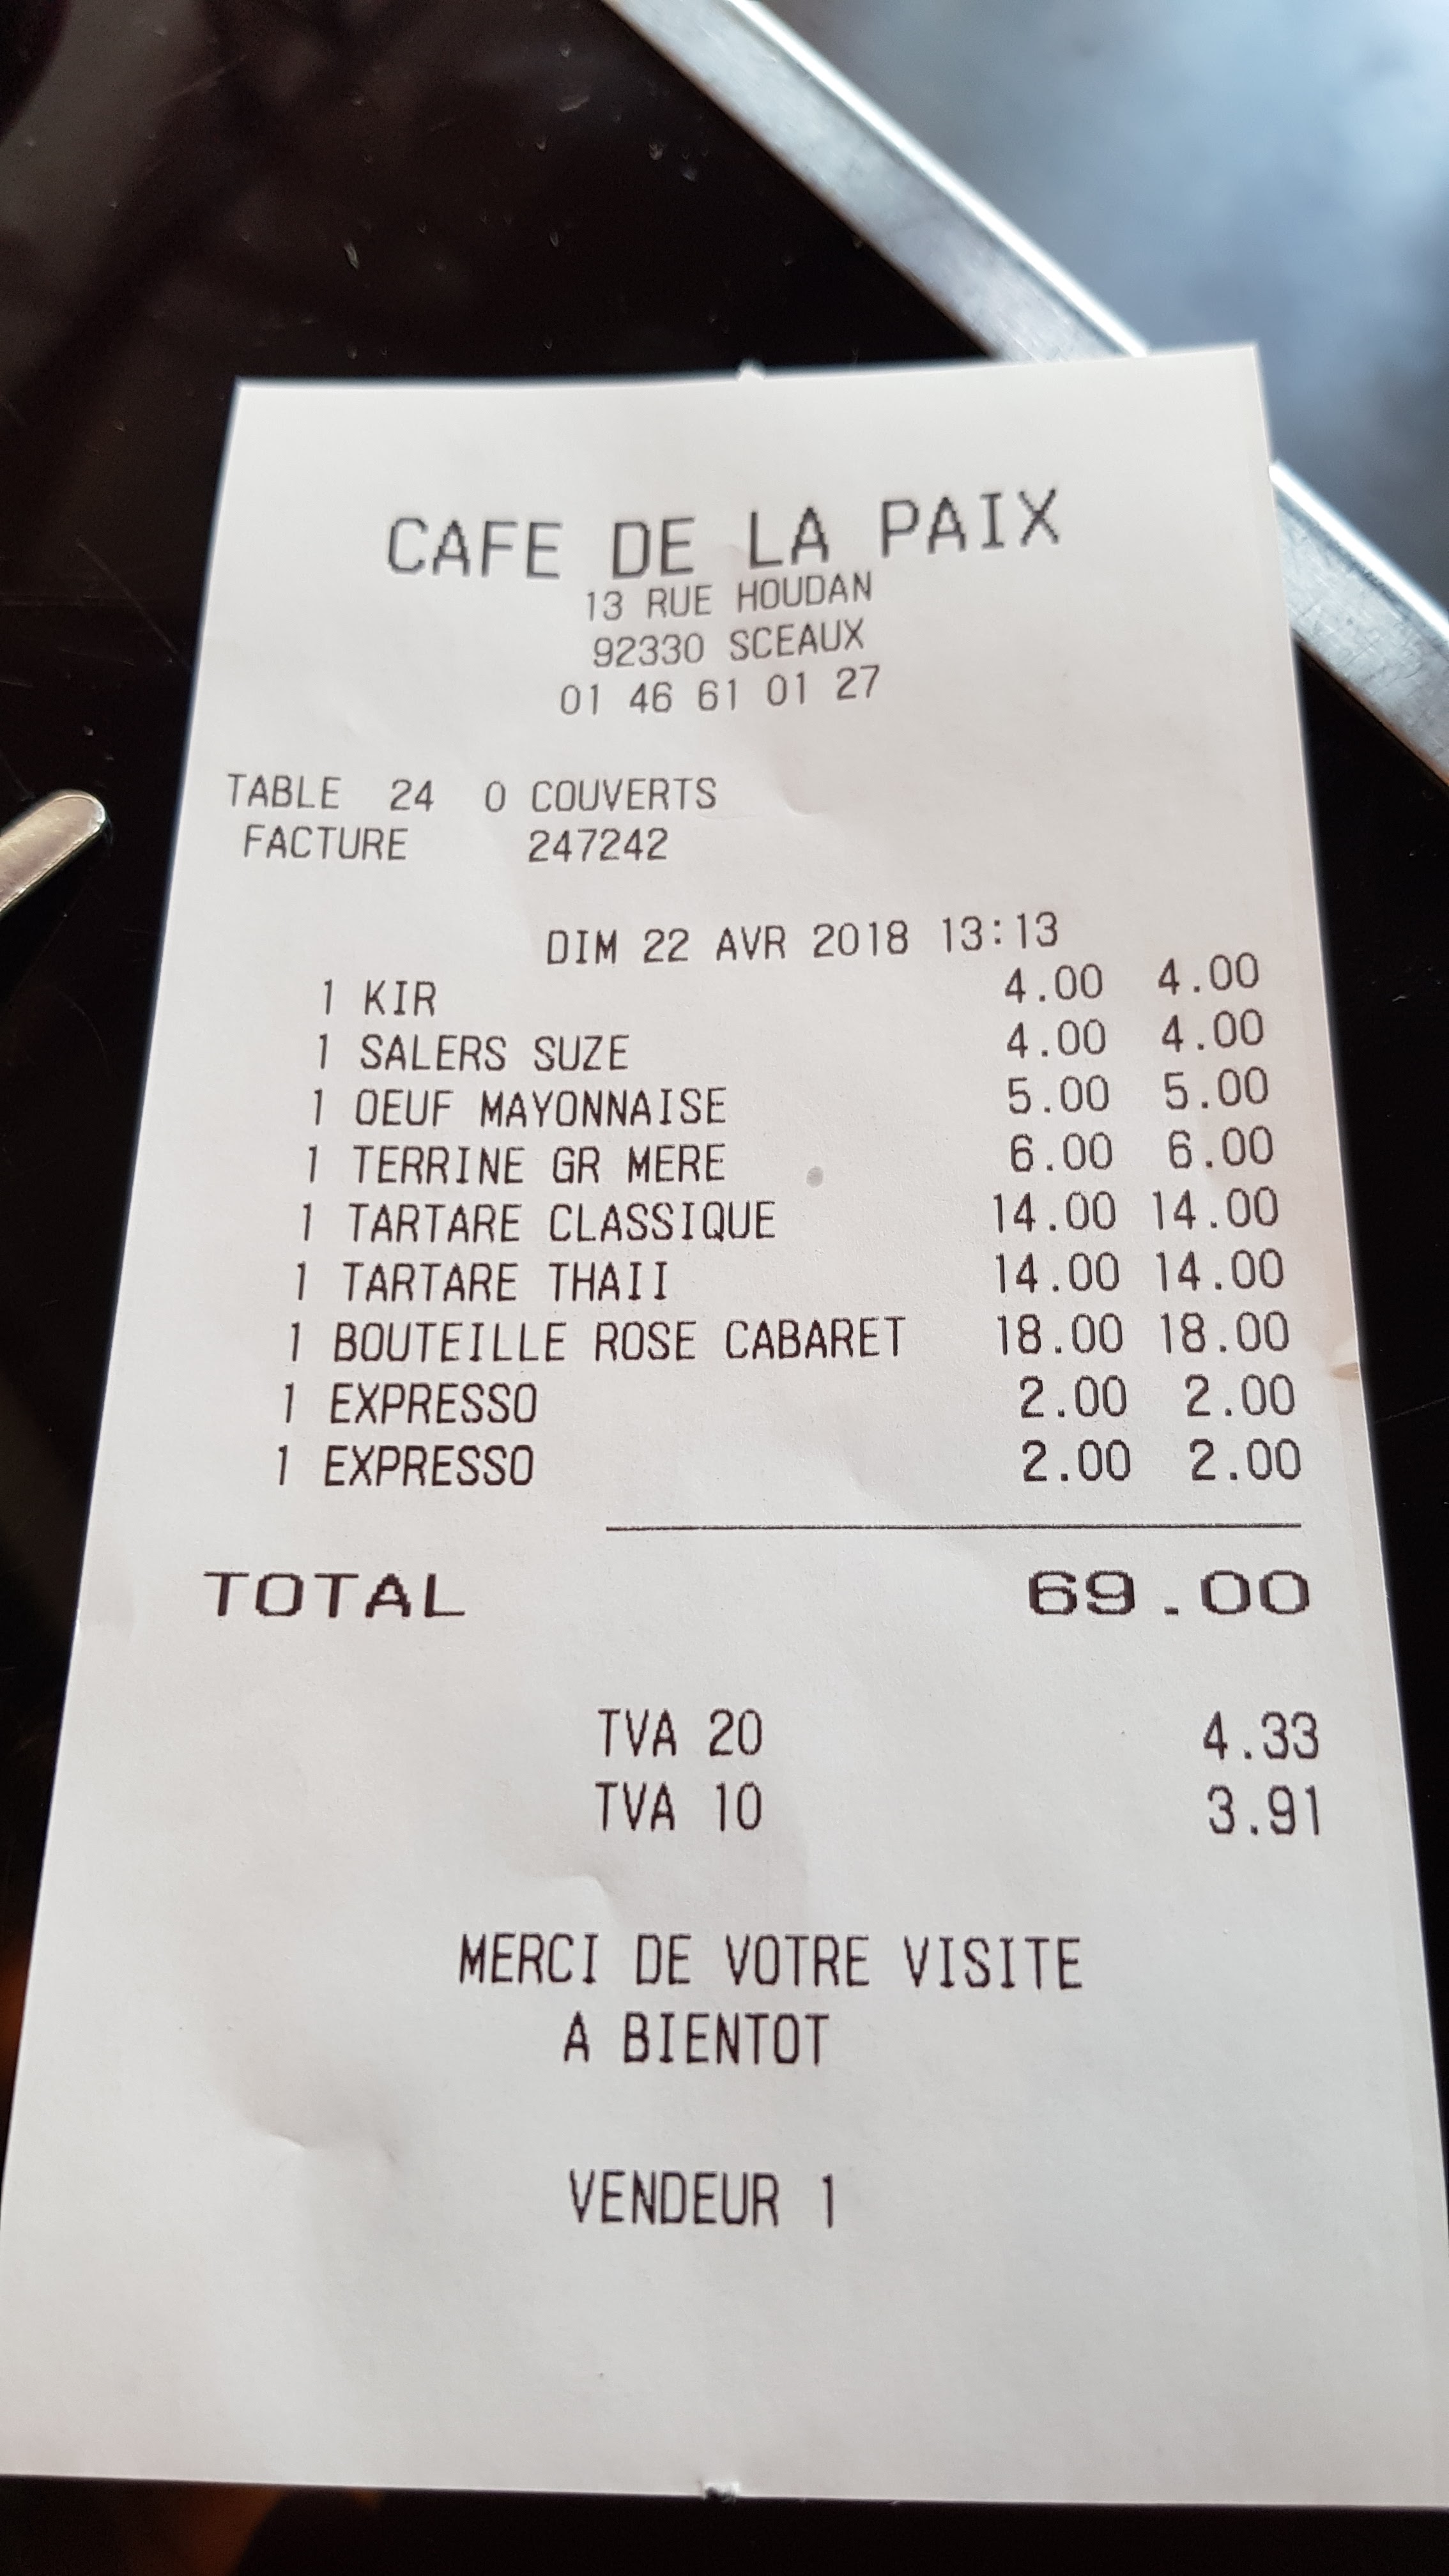 CAFE DE LA PAIX
13 RUE HOUDAN
92330 SCEAUX
01 46 61 01 27
TABLE 24 0 COUVERTS
FACTURE 247242
DIM 22 AVR 2018 13:13
1 KIR 4.00 4.00
1 SALERS SUZE 4.00 4.00
1 OEUF MAYONNAISE 5.00 5.00
1 TERRINE GR MERE 6.00 6.00
1 TARTARE CLASSIQUE 14.00 14.00
1 TARTARE THAII 14.00 14.00
1 BOUTEILLE ROSE CABARET 18.00 18.00
1 EXPRESSO 2.00 2.00
1 EXPRESSO 2.00 2.00
TOTAL 69.00
TVA 20 4.33
TVA 10 3.91
MERCI DE VOTRE VISITE
A BIENTOT
VENDEUR 1